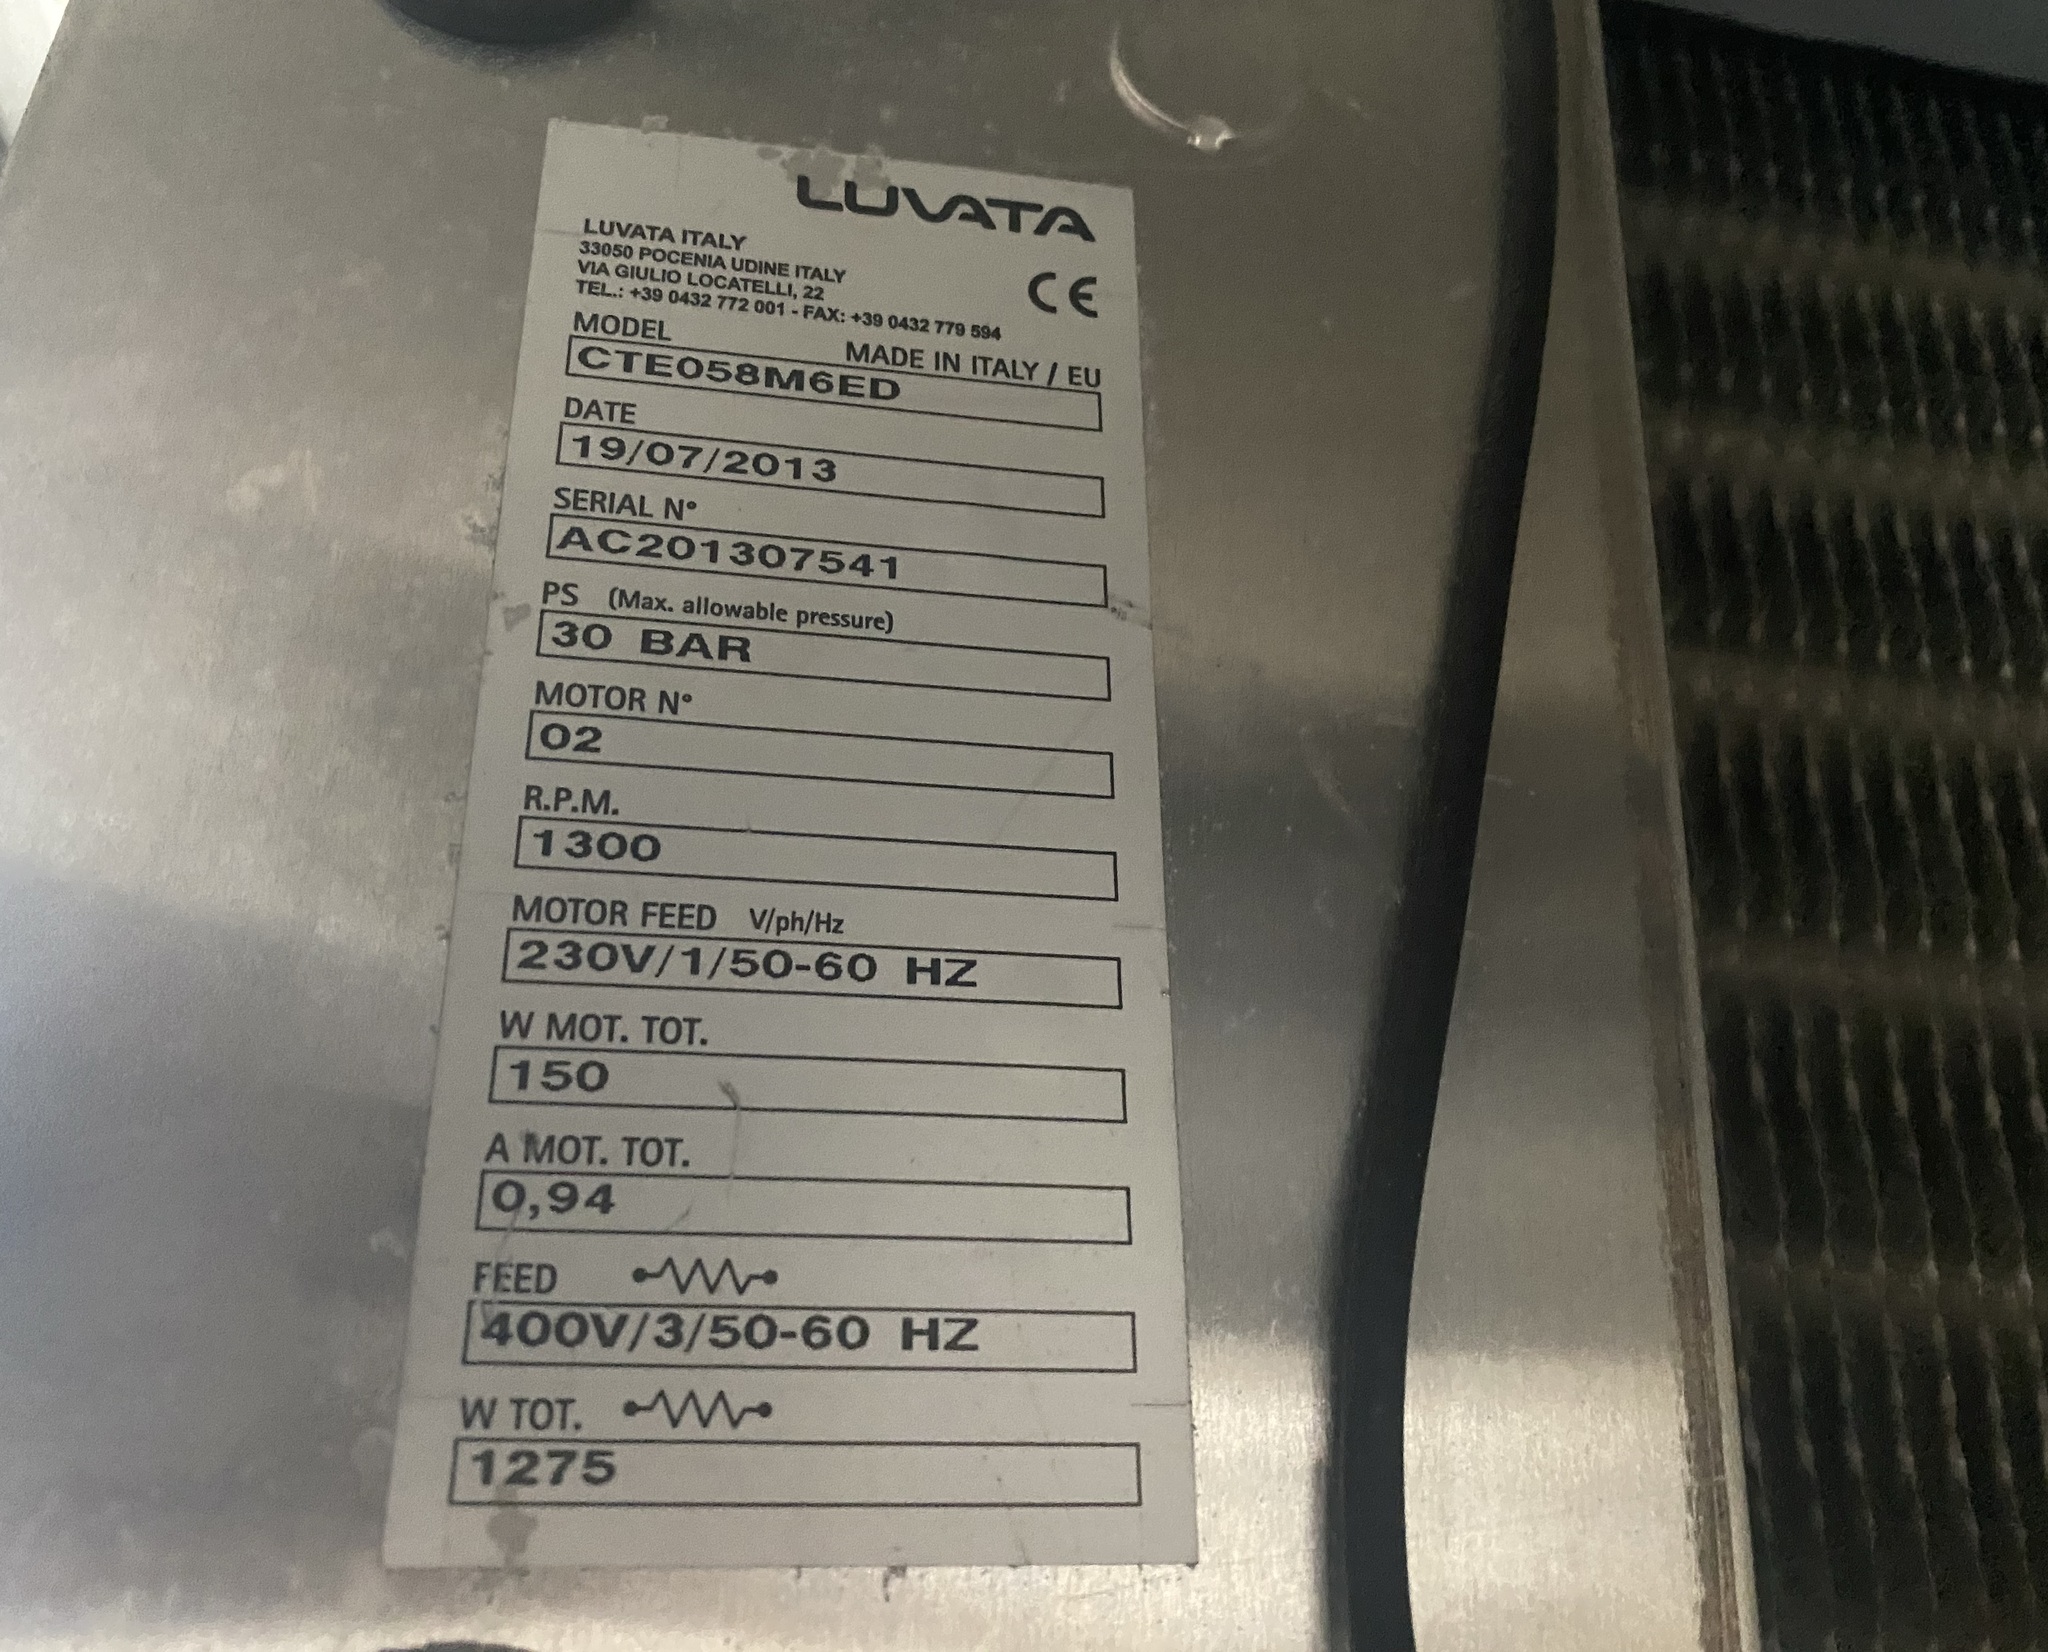 LUVATA
LUVATA ITALY
33050 POCENIA UDINE ITALY
VIA GIULIO LOCATELLI, 22
TEL.: +39 0432 772 001 - FAX: +39 0432 779 594
CE
MODEL
MADE IN ITALY / EU
CTE058M6ED
DATE
19/07/2013
SERIAL N°
AC201307541
PS (Max. allowable pressure)
30 BAR
MOTOR N°
02
R.P.M.
1300
MOTOR FEED V/ph/Hz
230V/1/50-60 HZ
W MOT. TOT.
150
A MOT. TOT.
0,94
FEED
400V/3/50-60 HZ
W TOT.
1275